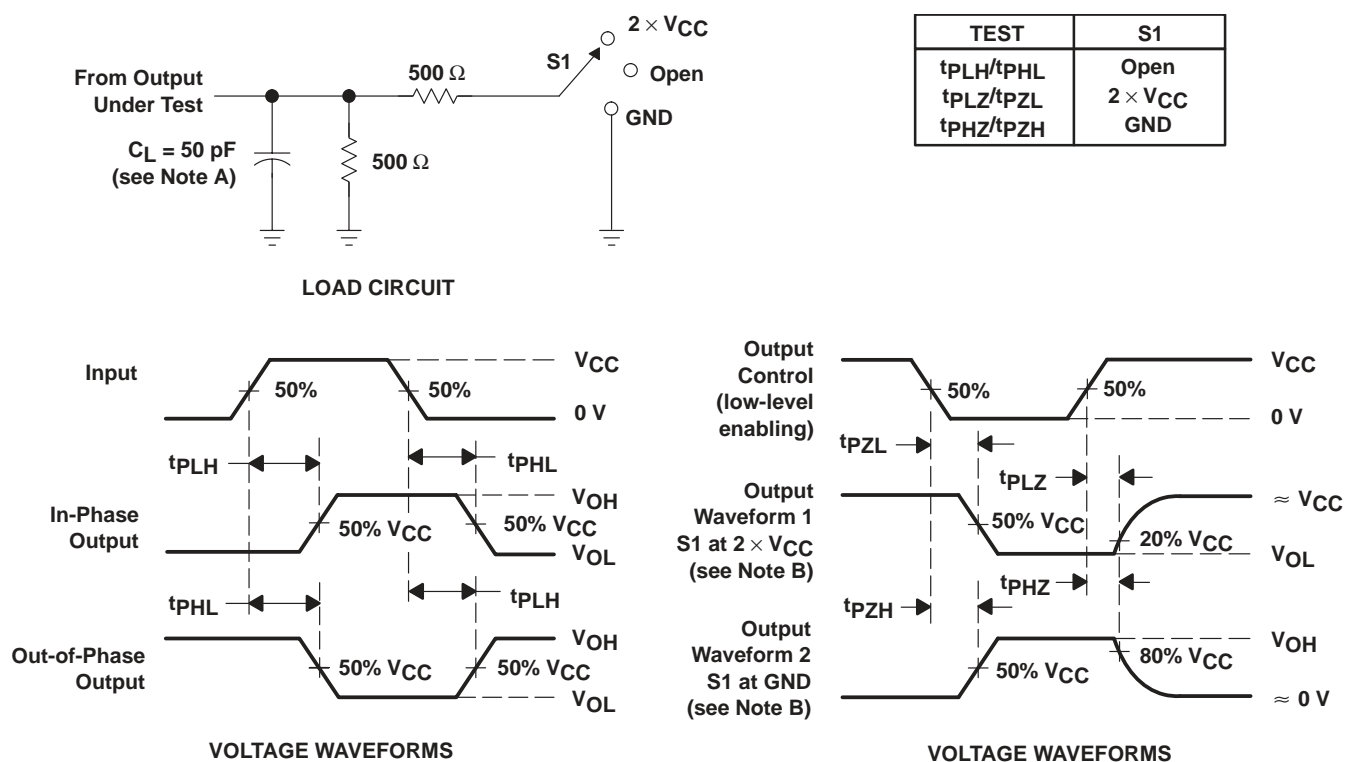 2 × VCC
S1
Open
GND
From Output
Under Test
500 Ω
CL = 50 pF
(see Note A)
500 Ω
LOAD CIRCUIT
TEST S1
tPLH/tPHL Open
tPLZ/tPZL 2 × VCC
tPHZ/tPZH GND
Input
50%
50%
VCC
0 V
tPLH
tPHL
In-Phase
Output
50% VCC
50% VCC
VOH
VOL
tPHL
tPLH
Out-of-Phase
Output
50% VCC
50% VCC
VOH
VOL
VOLTAGE WAVEFORMS
Output
Control
(low-level
enabling)
50%
50%
VCC
0 V
tPZL
tPLZ
Output
Waveform 1
S1 at 2 × VCC
(see Note B)
50% VCC
20% VCC
≈ VCC
VOL
tPHZ
tPZH
Output
Waveform 2
S1 at GND
(see Note B)
50% VCC
80% VCC
VOH
≈ 0 V
VOLTAGE WAVEFORMS